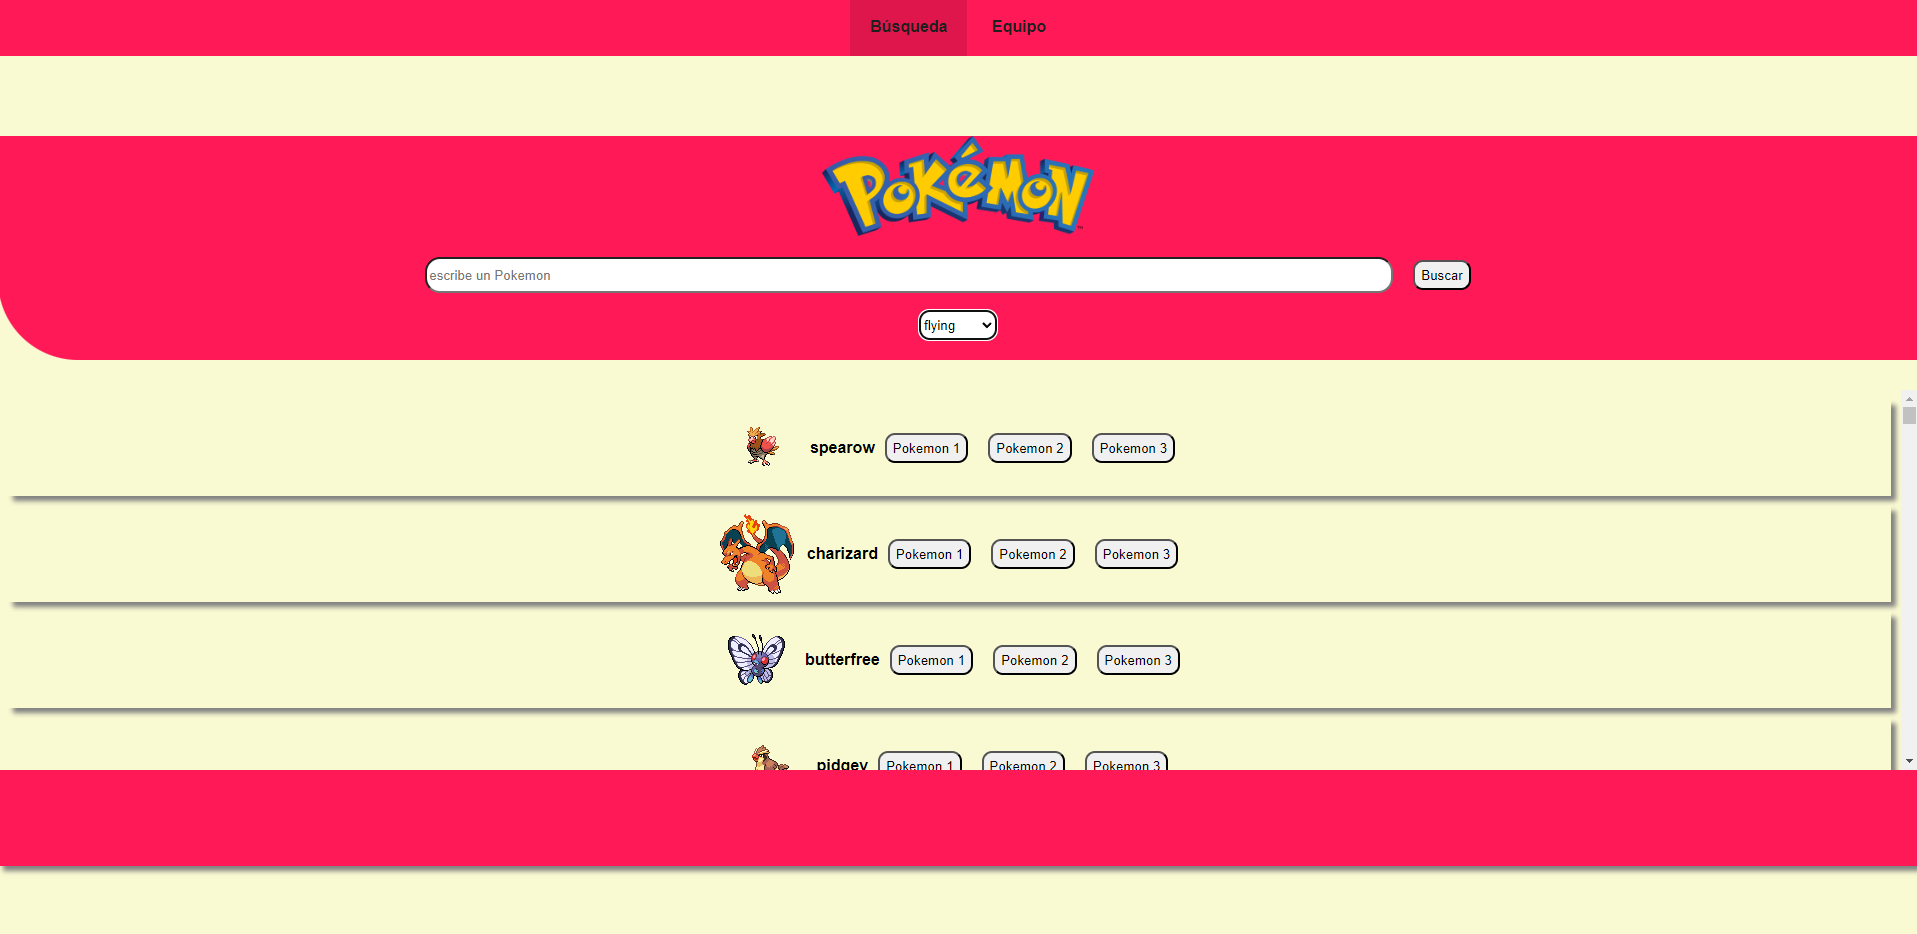 Búsqueda Equipo
POKéMON™
escribe un Pokemon Buscar
flying
spearow Pokemon 1 Pokemon 2 Pokemon 3
charizard Pokemon 1 Pokemon 2 Pokemon 3
butterfree Pokemon 1 Pokemon 2 Pokemon 3
pidgey Pokemon 1 Pokemon 2 Pokemon 3